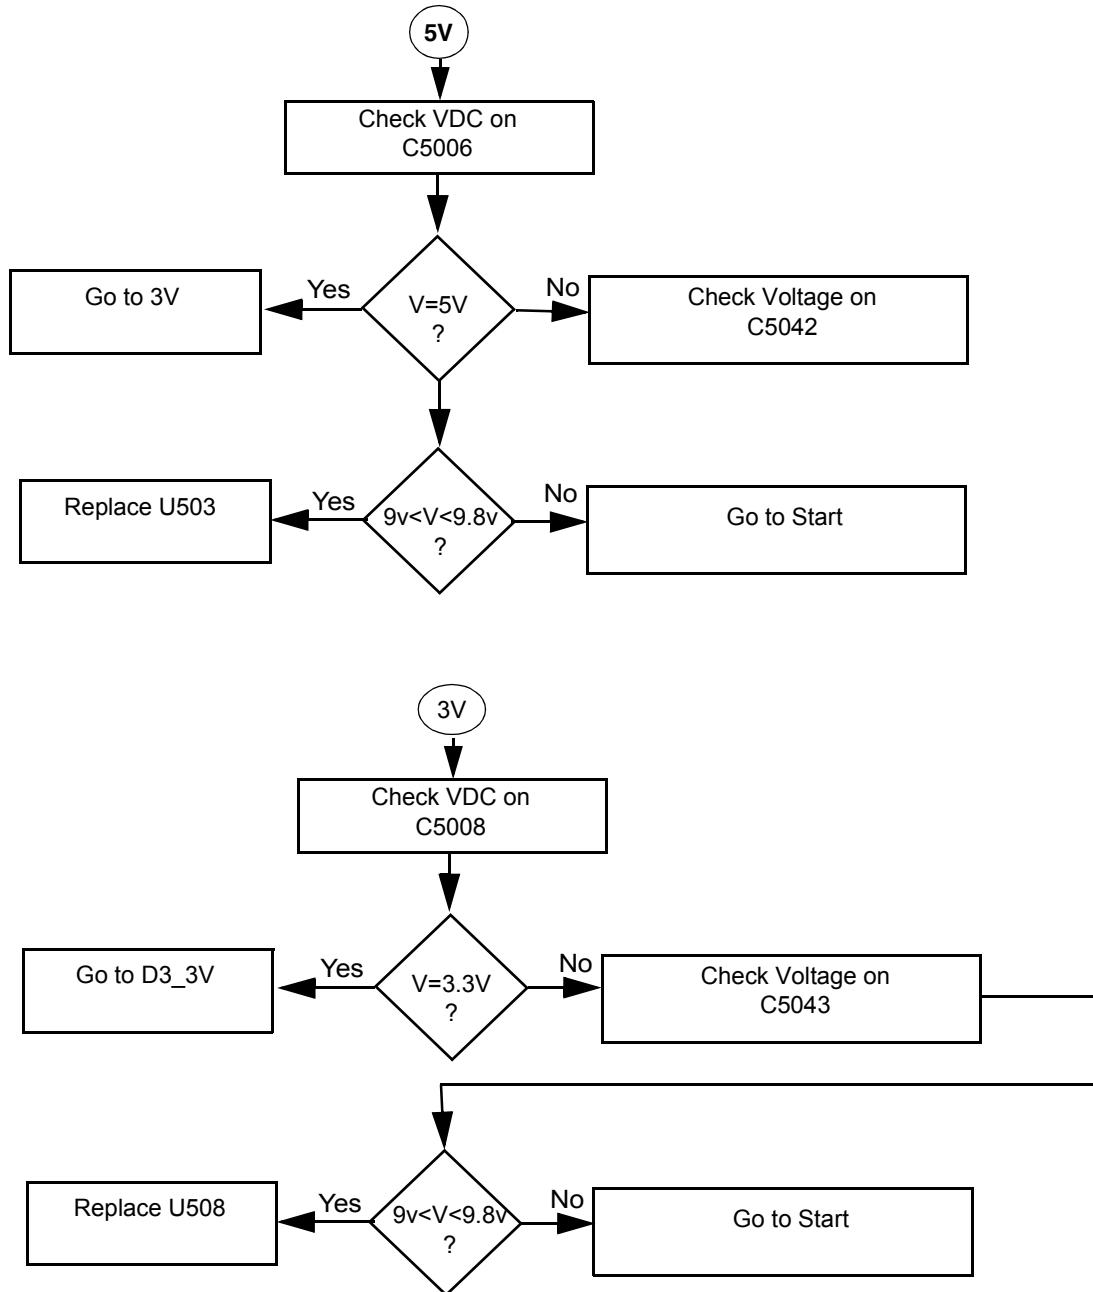 5V
Check VDC on
C5006
Go to 3V
Yes
V=5V
?
No
Check Voltage on
C5042
Replace U503
Yes
9v<V<9.8v
?
No
Go to Start
3V
Check VDC on
C5008
Go to D3_3V
Yes
V=3.3V
?
No
Check Voltage on
C5043
Replace U508
Yes
9v<V<9.8v
?
No
Go to Start